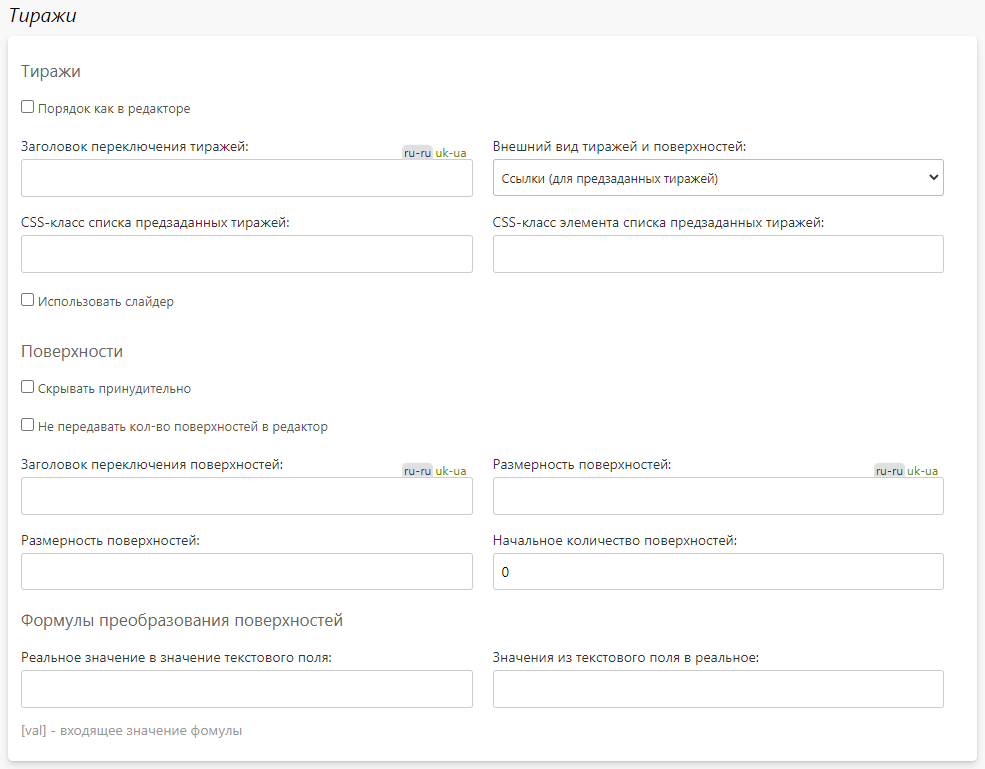 Тиражи
Тиражи
Порядок как в редакторе
Заголовок переключения тиражей: ru-ru uk-ua
Внешний вид тиражей и поверхностей:
Ссылки (для предзаданных тиражей)
CSS-класс списка предзаданных тиражей:
CSS-класс элемента списка предзаданных тиражей:
Использовать слайдер
Поверхности
Скрывать принудительно
Не передавать кол-во поверхностей в редактор
Заголовок переключения поверхностей: ru-ru uk-ua
Размерность поверхностей: ru-ru uk-ua
Размерность поверхностей:
Начальное количество поверхностей:
0
Формулы преобразования поверхностей
Реальное значение в значение текстового поля:
Значения из текстового поля в реальное:
[val] - входящее значение фомулы